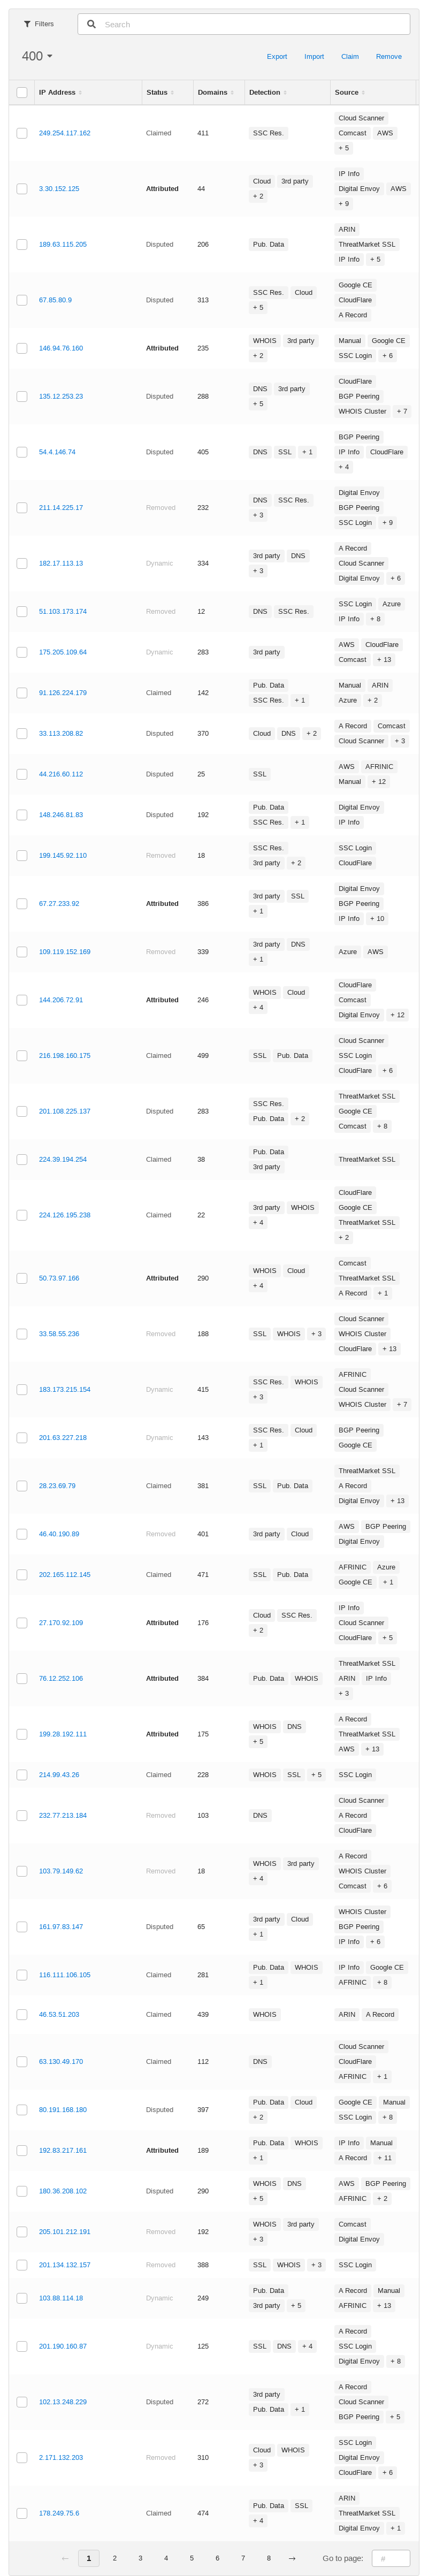 Filters
Search
400
Export Import Claim Remove
IP Address Status Domains Detection Source
249.254.117.162 Claimed 411 SSC Res. Cloud Scanner
Comcast AWS
+ 5
3.30.152.125 Attributed 44 Cloud 3rd party + 2 IP Info
Digital Envoy AWS
+ 9
189.63.115.205 Disputed 206 Pub. Data ARIN
ThreatMarket SSL
IP Info + 5
67.85.80.9 Disputed 313 SSC Res. Cloud + 5 Google CE
CloudFlare
A Record
146.94.76.160 Attributed 235 WHOIS 3rd party + 2 Manual Google CE
SSC Login + 6
135.12.253.23 Disputed 288 DNS 3rd party + 5 CloudFlare
BGP Peering
WHOIS Cluster + 7
54.4.146.74 Disputed 405 DNS SSL + 1 BGP Peering
IP Info CloudFlare
+ 4
211.14.225.17 Removed 232 DNS SSC Res. + 3 Digital Envoy
BGP Peering
SSC Login + 9
182.17.113.13 Dynamic 334 3rd party DNS + 3 A Record
Cloud Scanner
Digital Envoy + 6
51.103.173.174 Removed 12 DNS SSC Res. SSC Login Azure
IP Info + 8
175.205.109.64 Dynamic 283 3rd party AWS CloudFlare
Comcast + 13
91.126.224.179 Claimed 142 Pub. Data SSC Res. + 1 Manual ARIN
Azure + 2
33.113.208.82 Disputed 370 Cloud DNS + 2 A Record Comcast
Cloud Scanner + 3
44.216.60.112 Disputed 25 SSL AWS AFRINIC
Manual + 12
148.246.81.83 Disputed 192 Pub. Data SSC Res. + 1 Digital Envoy
IP Info
199.145.92.110 Removed 18 SSC Res. 3rd party + 2 SSC Login
CloudFlare
67.27.233.92 Attributed 386 3rd party SSL + 1 Digital Envoy
BGP Peering
IP Info + 10
109.119.152.169 Removed 339 3rd party DNS + 1 Azure AWS
144.206.72.91 Attributed 246 WHOIS Cloud + 4 CloudFlare
Comcast
Digital Envoy + 12
216.198.160.175 Claimed 499 SSL Pub. Data Cloud Scanner
SSC Login
CloudFlare + 6
201.108.225.137 Disputed 283 SSC Res. Pub. Data + 2 ThreatMarket SSL
Google CE
Comcast + 8
224.39.194.254 Claimed 38 Pub. Data 3rd party ThreatMarket SSL
224.126.195.238 Claimed 22 3rd party WHOIS + 4 CloudFlare
Google CE
ThreatMarket SSL
+ 2
50.73.97.166 Attributed 290 WHOIS Cloud + 4 Comcast
ThreatMarket SSL
A Record + 1
33.58.55.236 Removed 188 SSL WHOIS + 3 Cloud Scanner
WHOIS Cluster
CloudFlare + 13
183.173.215.154 Dynamic 415 SSC Res. WHOIS + 3 AFRINIC
Cloud Scanner
WHOIS Cluster + 7
201.63.227.218 Dynamic 143 SSC Res. Cloud + 1 BGP Peering
Google CE
28.23.69.79 Claimed 381 SSL Pub. Data ThreatMarket SSL
A Record
Digital Envoy + 13
46.40.190.89 Removed 401 3rd party Cloud AWS BGP Peering
Digital Envoy
202.165.112.145 Claimed 471 SSL Pub. Data AFRINIC Azure
Google CE + 1
27.170.92.109 Attributed 176 Cloud SSC Res. + 2 IP Info
Cloud Scanner
CloudFlare + 5
76.12.252.106 Attributed 384 Pub. Data WHOIS ThreatMarket SSL
ARIN IP Info
+ 3
199.28.192.111 Attributed 175 WHOIS DNS + 5 A Record
ThreatMarket SSL
AWS + 13
214.99.43.26 Claimed 228 WHOIS SSL + 5 SSC Login
232.77.213.184 Removed 103 DNS Cloud Scanner
A Record
CloudFlare
103.79.149.62 Removed 18 WHOIS 3rd party + 4 A Record
WHOIS Cluster
Comcast + 6
161.97.83.147 Disputed 65 3rd party Cloud + 1 WHOIS Cluster
BGP Peering
IP Info + 6
116.111.106.105 Claimed 281 Pub. Data WHOIS + 1 IP Info Google CE
AFRINIC + 8
46.53.51.203 Claimed 439 WHOIS ARIN A Record
63.130.49.170 Claimed 112 DNS Cloud Scanner
CloudFlare
AFRINIC + 1
80.191.168.180 Disputed 397 Pub. Data Cloud + 2 Google CE Manual
SSC Login + 8
192.83.217.161 Attributed 189 Pub. Data WHOIS + 1 IP Info Manual
A Record + 11
180.36.208.102 Disputed 290 WHOIS DNS + 5 AWS BGP Peering
AFRINIC + 2
205.101.212.191 Removed 192 WHOIS 3rd party + 3 Comcast
Digital Envoy
201.134.132.157 Removed 388 SSL WHOIS + 3 SSC Login
103.88.114.18 Dynamic 249 Pub. Data 3rd party + 5 A Record Manual
AFRINIC + 13
201.190.160.87 Dynamic 125 SSL DNS + 4 A Record
SSC Login
Digital Envoy + 8
102.13.248.229 Disputed 272 3rd party Pub. Data + 1 A Record
Cloud Scanner
BGP Peering + 5
2.171.132.203 Removed 310 Cloud WHOIS + 3 SSC Login
Digital Envoy
CloudFlare + 6
178.249.75.6 Claimed 474 Pub. Data SSL + 4 ARIN
ThreatMarket SSL
Digital Envoy + 1
← 1 2 3 4 5 6 7 8 → Go to page: #